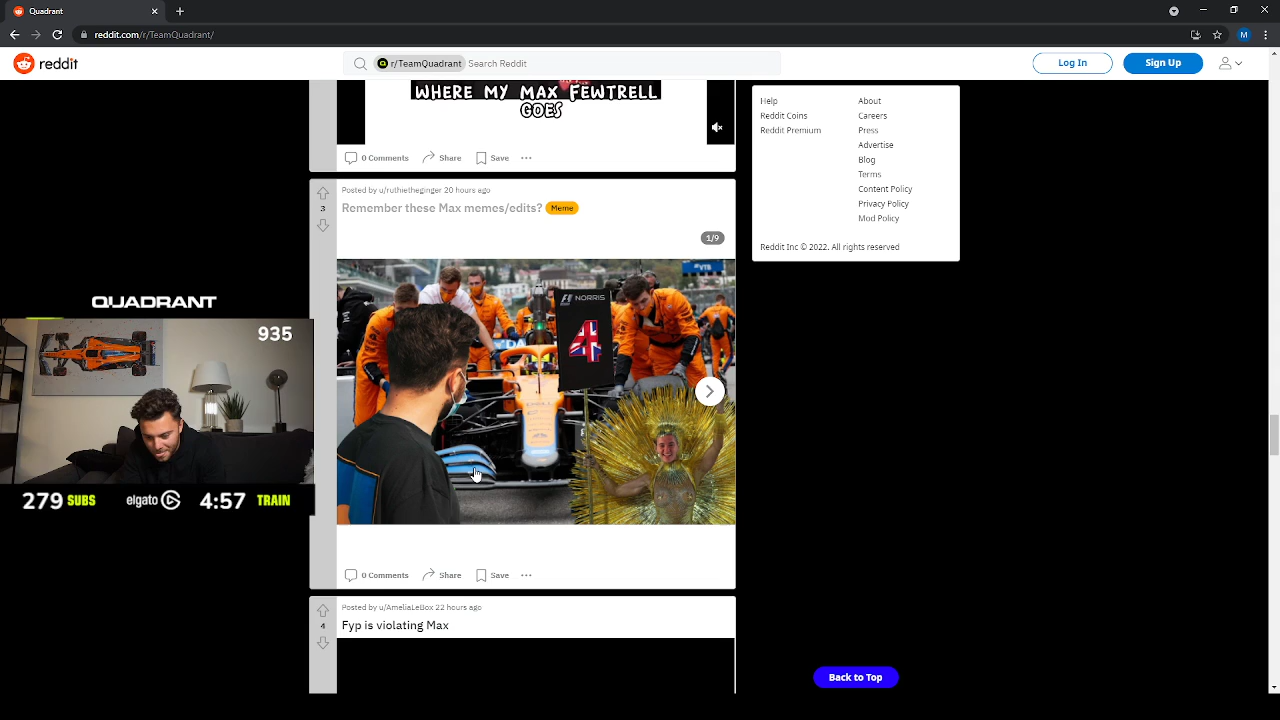 Quadrant
reddit.com/r/TeamQuadrant/
M
reddit
r/TeamQuadrant Search Reddit
Log In
Sign Up
WHERE MY MAX FEWTRELL
GOES
0 Comments Share Save
Help
Reddit Coins
Reddit Premium
About
Careers
Press
Advertise
Blog
Terms
Content Policy
Privacy Policy
Mod Policy
Reddit Inc © 2022. All rights reserved
3
Posted by u/ruthietheginger 20 hours ago
Remember these Max memes/edits? Meme
1/9
VTB
NORRIS
4
0 Comments Share Save
QUADRANT
935
279 SUBS elgato 4:57 TRAIN
4
Posted by u/AmeliaLeBox 22 hours ago
Fyp is violating Max
Back to Top